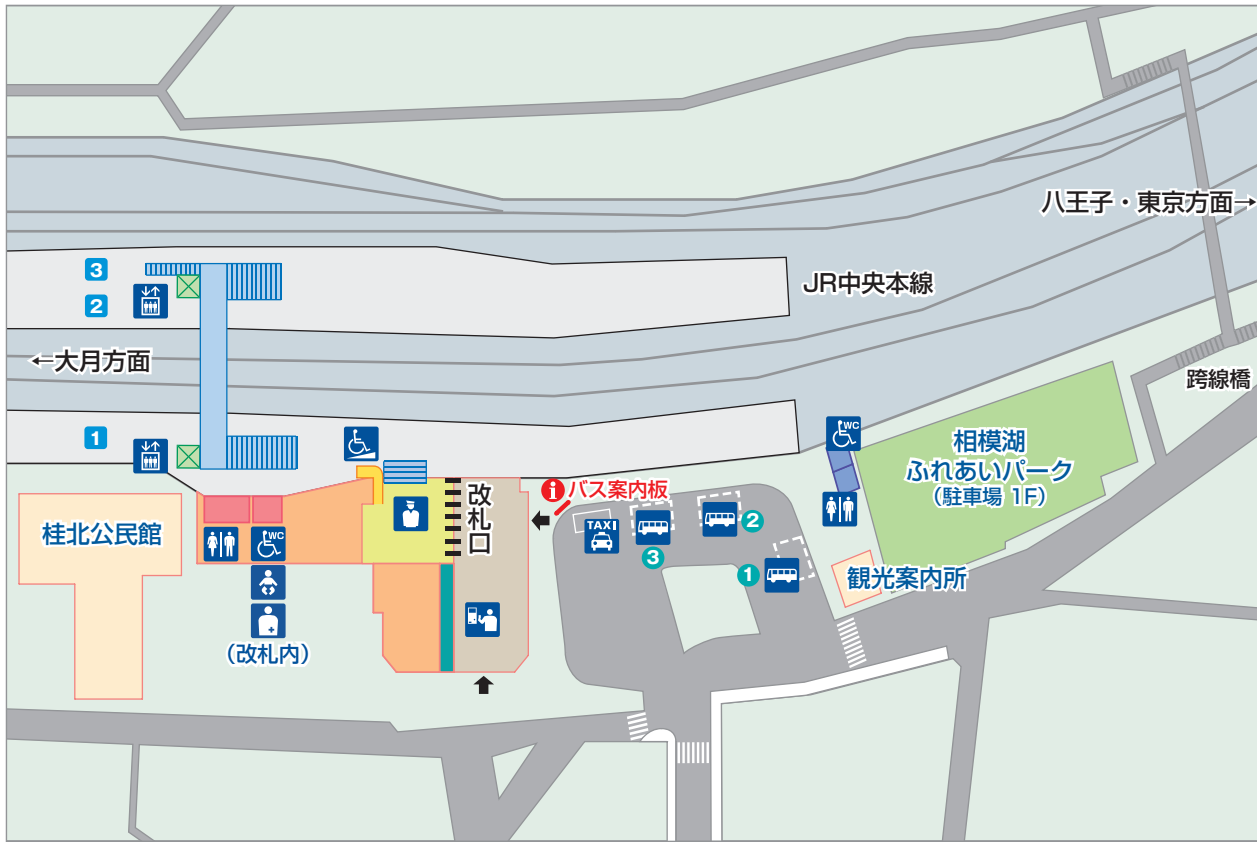 八王子・東京方面→
3
JR中央本線
2
←大月方面
跨線橋
1
WC
相模湖
ふれあいパーク
（駐車場 1F）
改札口
i バス案内板
TAXI
2
3
桂北公民館
WC
1
観光案内所
（改札内）